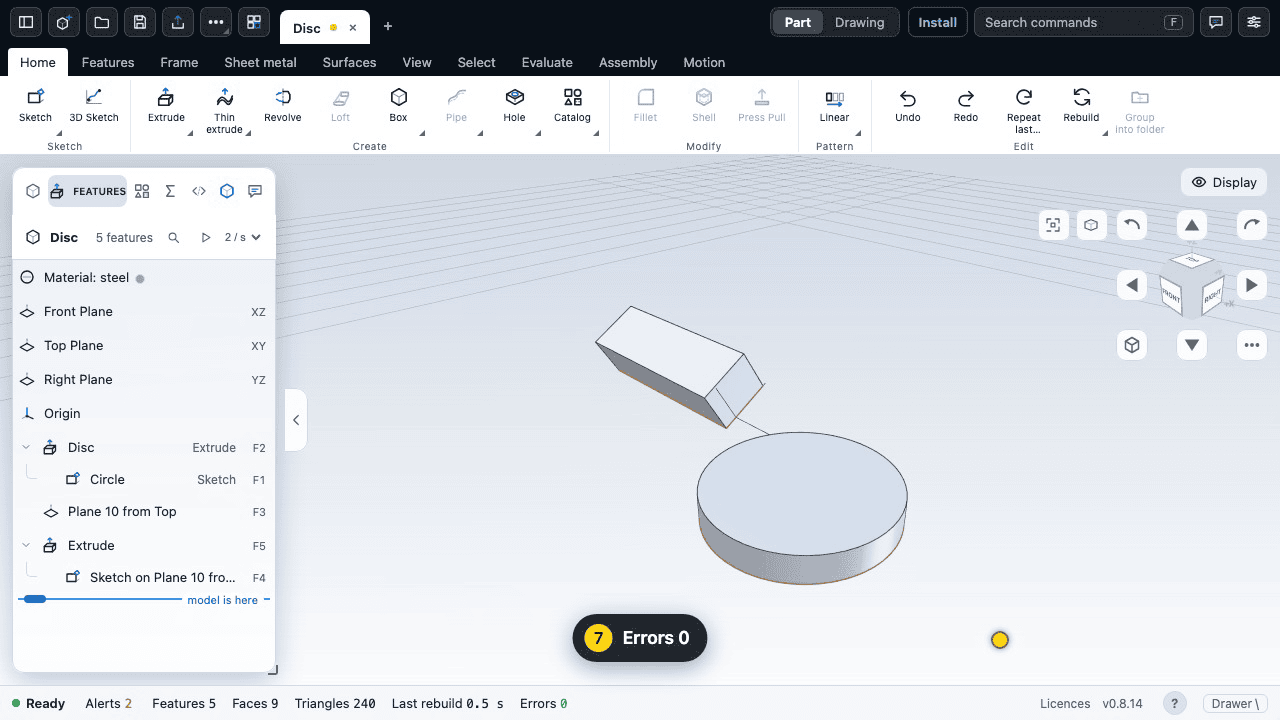 Disc
Part
Drawing
Install
Search commands
F
Home
Features
Frame
Sheet metal
Surfaces
View
Select
Evaluate
Assembly
Motion
Sketch
3D Sketch
Extrude
Thin
extrude
Revolve
Loft
Box
Pipe
Hole
Catalog
Fillet
Shell
Press Pull
Linear
Undo
Redo
Repeat
last...
Rebuild
Group
into folder
Sketch
Create
Modify
Pattern
Edit
FEATURES
Disc
5 features
2 / s
Material: steel
Front Plane XZ
Top Plane XY
Right Plane YZ
Origin
Disc Extrude F2
Circle Sketch F1
Plane 10 from Top F3
Extrude F5
Sketch on Plane 10 fro... F4
model is here
Display
TOP
FRONT
RIGHT
+X
7 Errors 0
Ready
Alerts 2
Features 5
Faces 9
Triangles 240
Last rebuild 0.5 s
Errors 0
Licences
v0.8.14
?
Drawer \